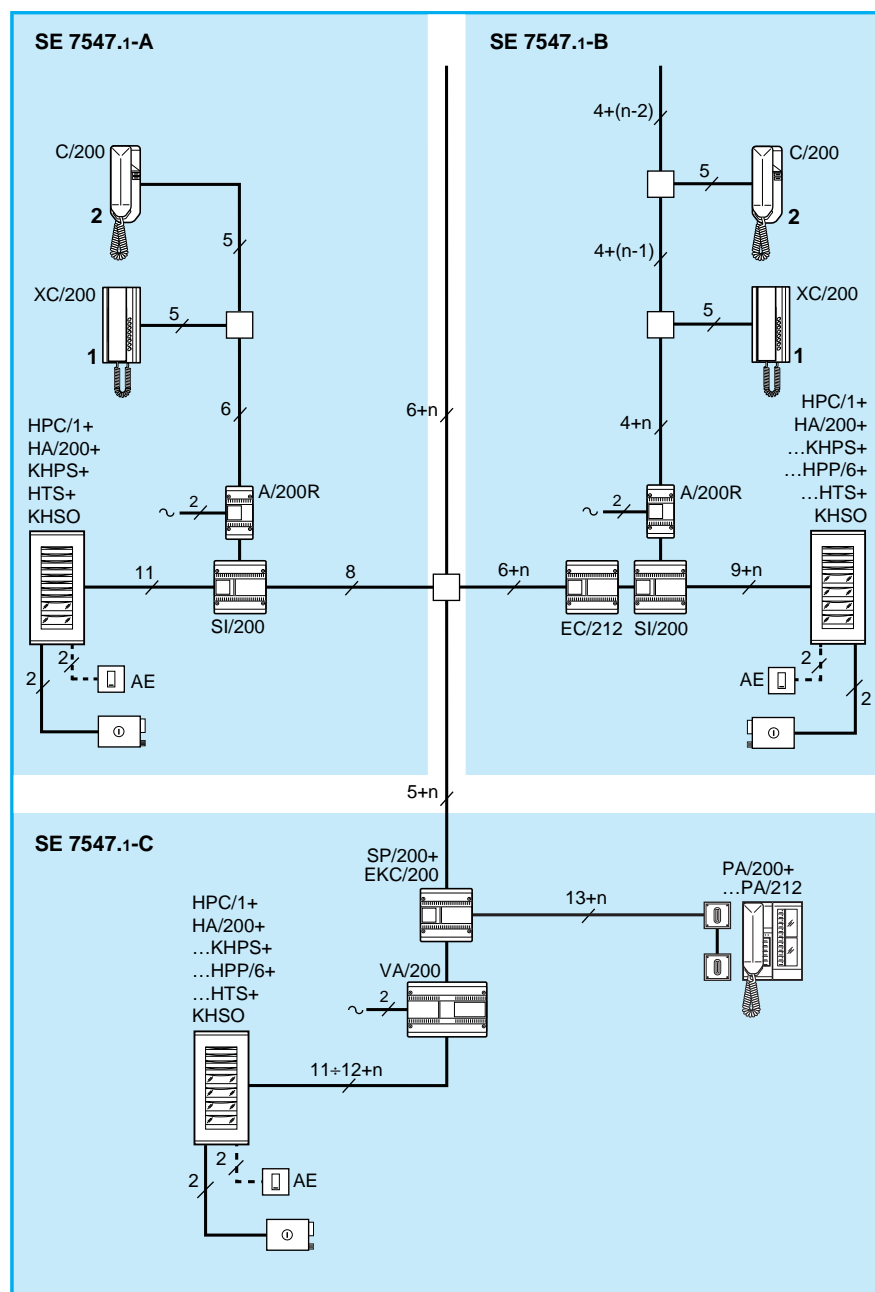 SE 7547.1-A
C/200
2
5
XC/200
5
1
6
HPC/1+
HA/200+
KHPS+
HTS+
KHSO
A/200R
~ 2
11
SI/200
8
2
2
AE
6+n
SE 7547.1-B
4+(n-2)
C/200
5
2
4+(n-1)
XC/200
5
1
4+n
HPC/1+
HA/200+
...KHPS+
...HPP/6+
...HTS+
KHSO
A/200R
~ 2
6+n
EC/212
SI/200
9+n
2
AE
2
5+n
SE 7547.1-C
SP/200+
EKC/200
13+n
PA/200+
...PA/212
HPC/1+
HA/200+
...KHPS+
...HPP/6+
...HTS+
KHSO
VA/200
~ 2
11÷12+n
2
2
AE